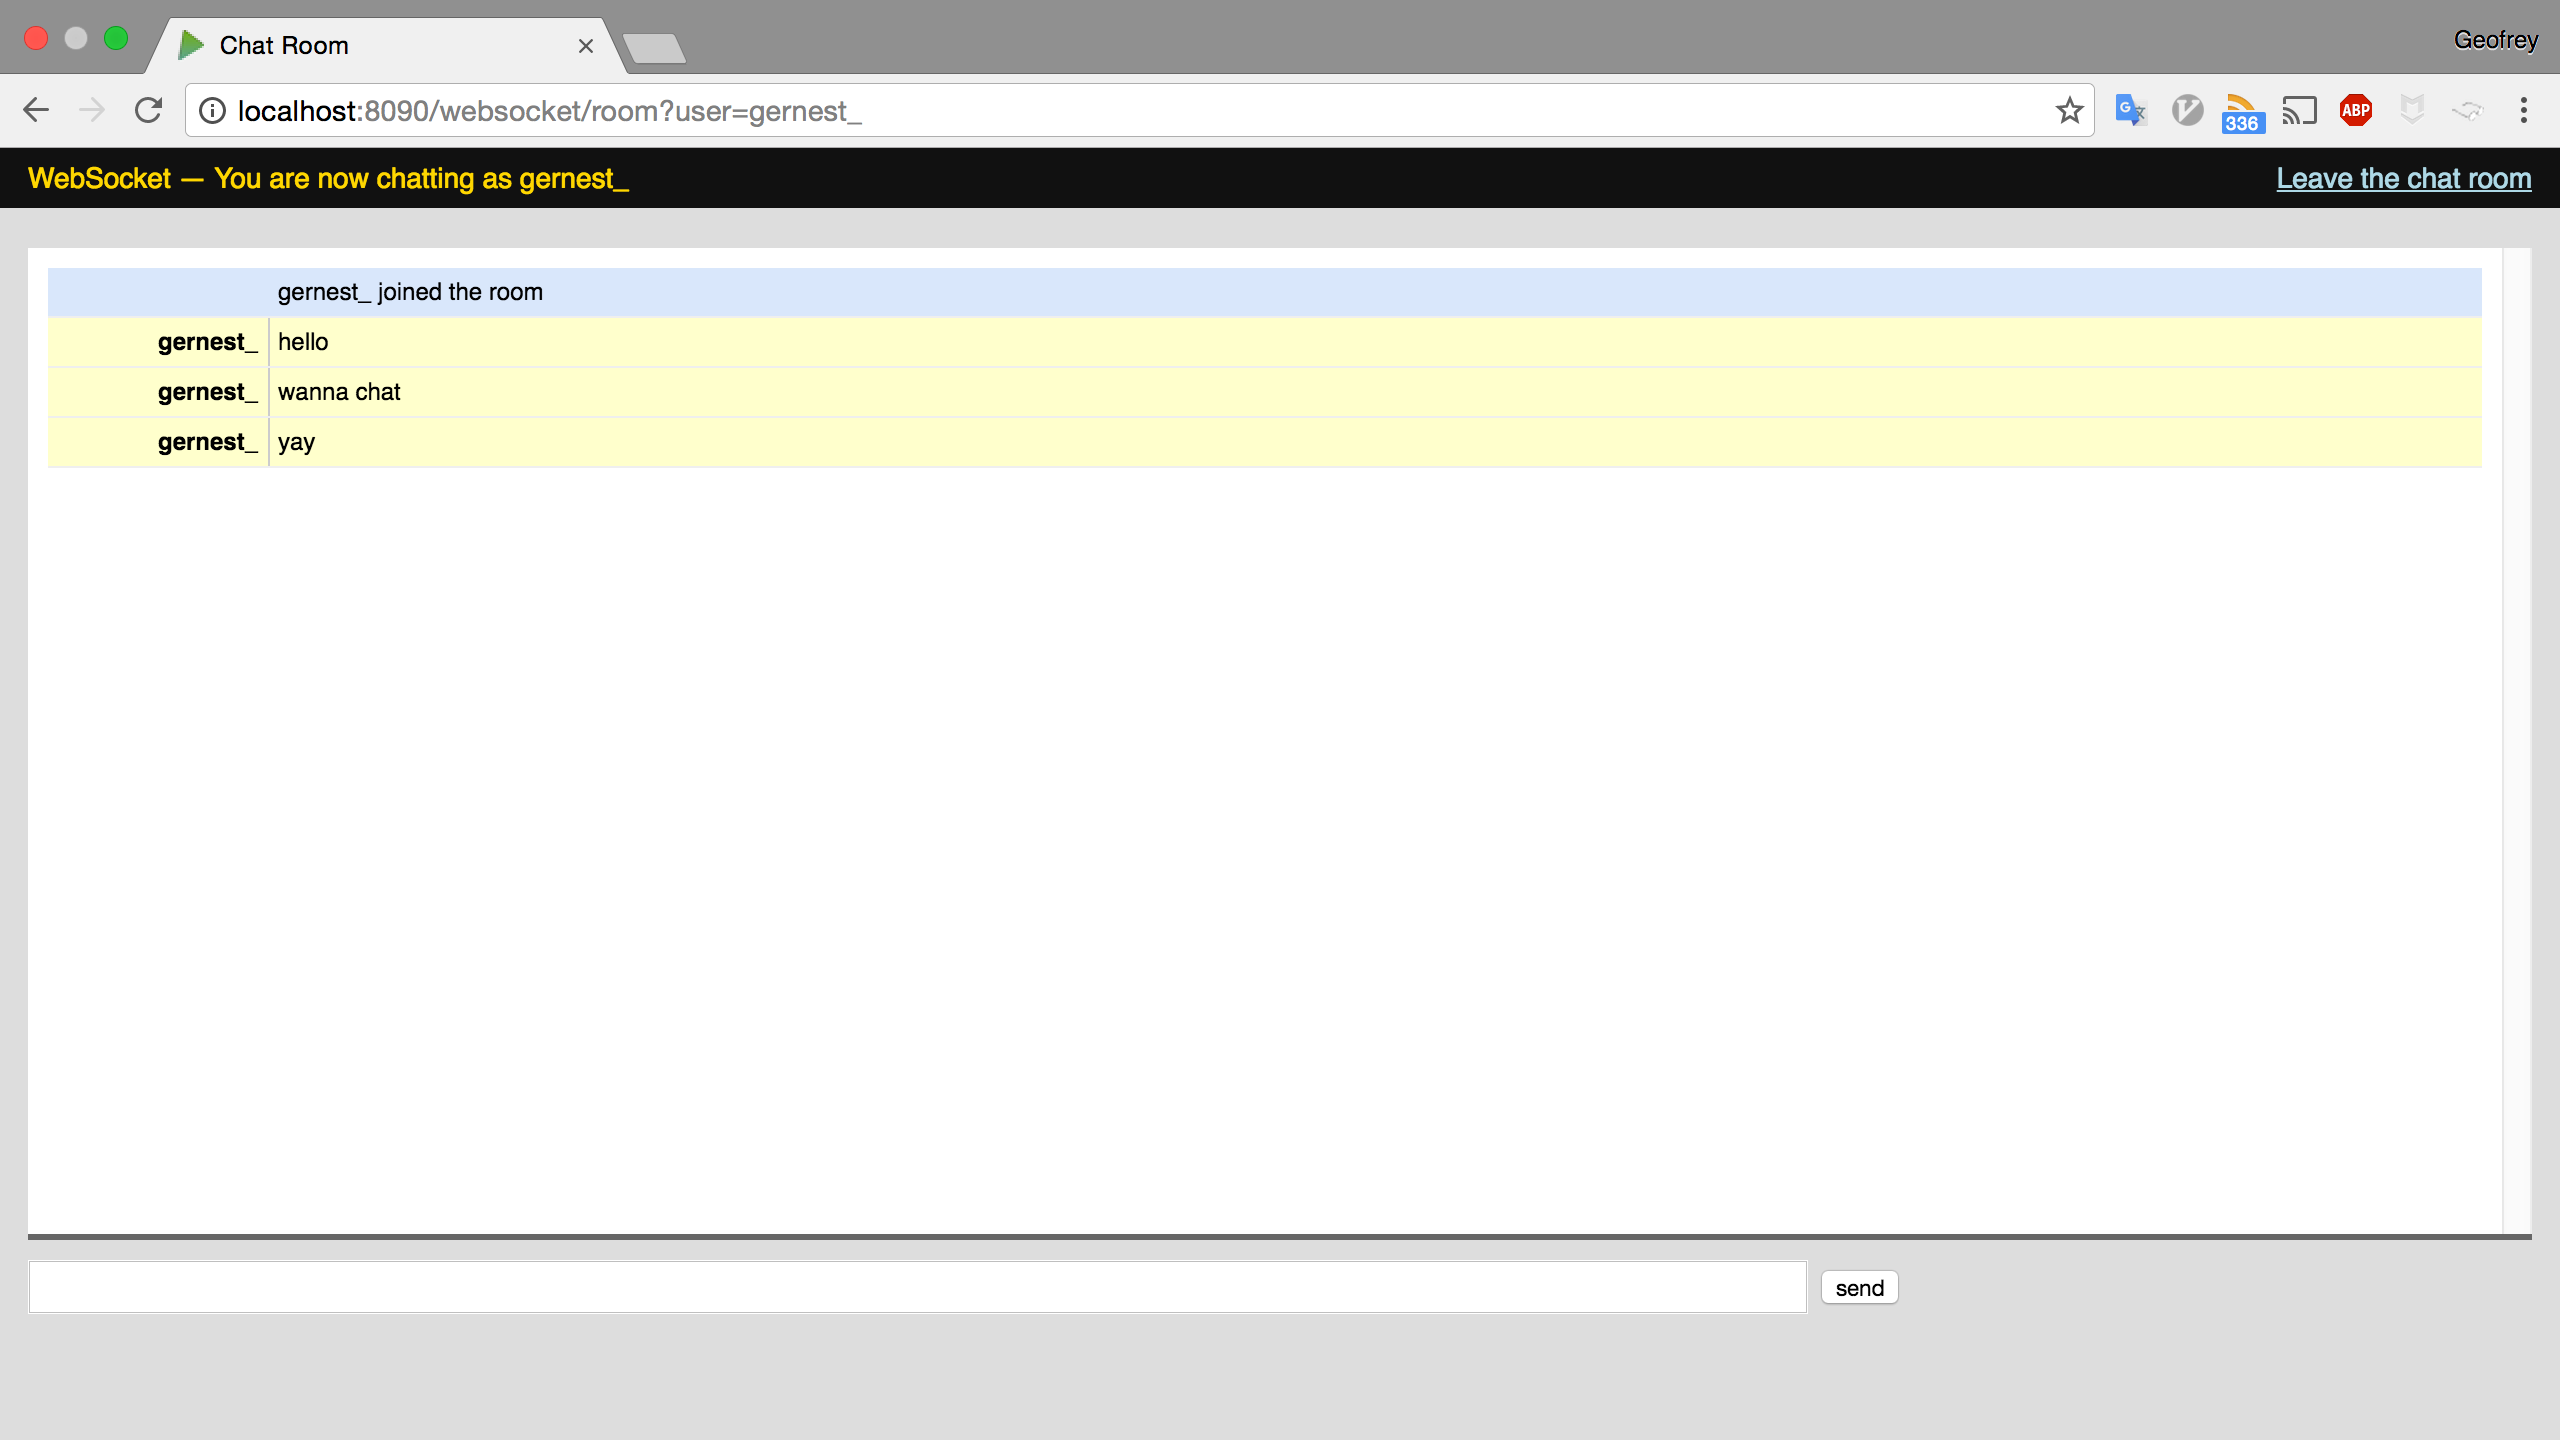 Chat Room
Geofrey
localhost:8090/websocket/room?user=gernest_
336
ABP
WebSocket — You are now chatting as gernest_
Leave the chat room
gernest_ joined the room
gernest_ hello
gernest_ wanna chat
gernest_ yay
send